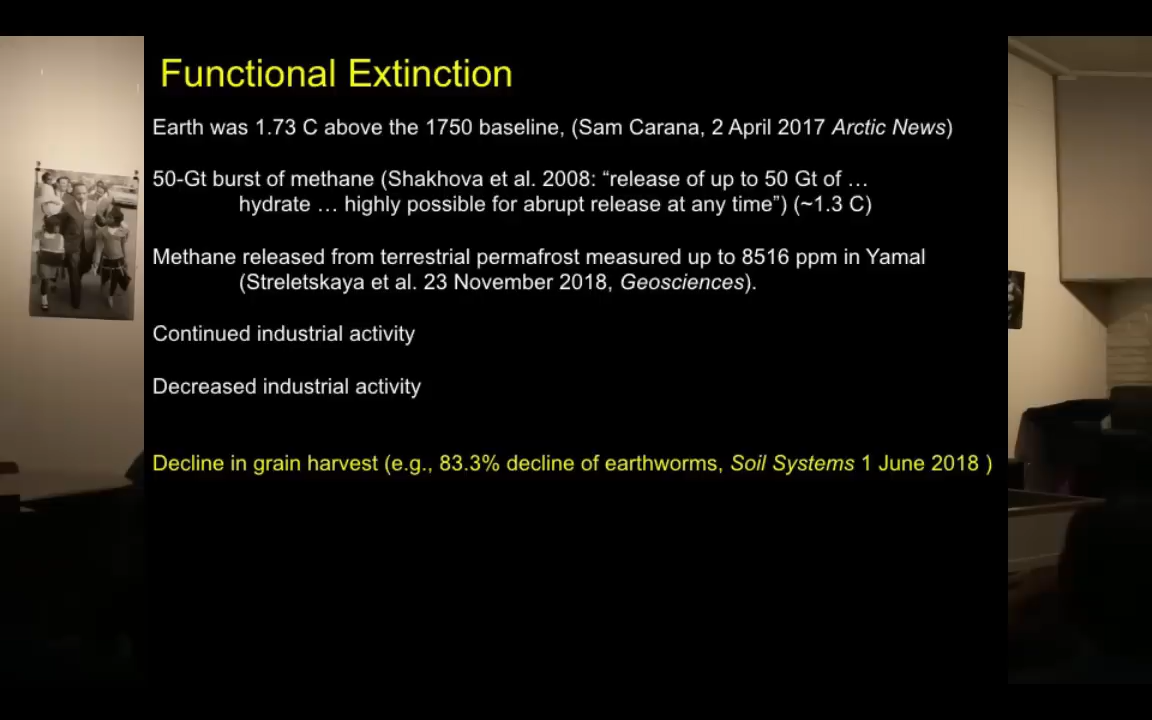 Functional Extinction
Earth was 1.73 C above the 1750 baseline, (Sam Carana, 2 April 2017 Arctic News)
50-Gt burst of methane (Shakhova et al. 2008: “release of up to 50 Gt of …
hydrate … highly possible for abrupt release at any time”) (~1.3 C)
Methane released from terrestrial permafrost measured up to 8516 ppm in Yamal
(Streletskaya et al. 23 November 2018, Geosciences).
Continued industrial activity
Decreased industrial activity
Decline in grain harvest (e.g., 83.3% decline of earthworms, Soil Systems 1 June 2018 )